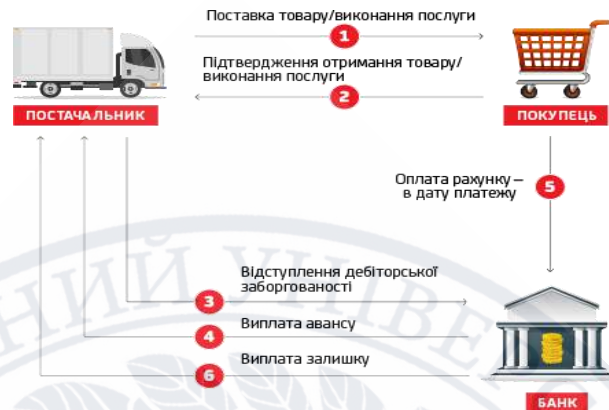 Поставка товару/виконання послуги
1
Підтвердження отримання товару/
виконання послуги
2
ПОСТАЧАЛЬНИК
ПОКУПЕЦЬ
Оплата рахунку –
в дату платежу
5
Відступлення дебіторської
заборгованості
3
Виплата авансу
4
Виплата залишку
6
БАНК